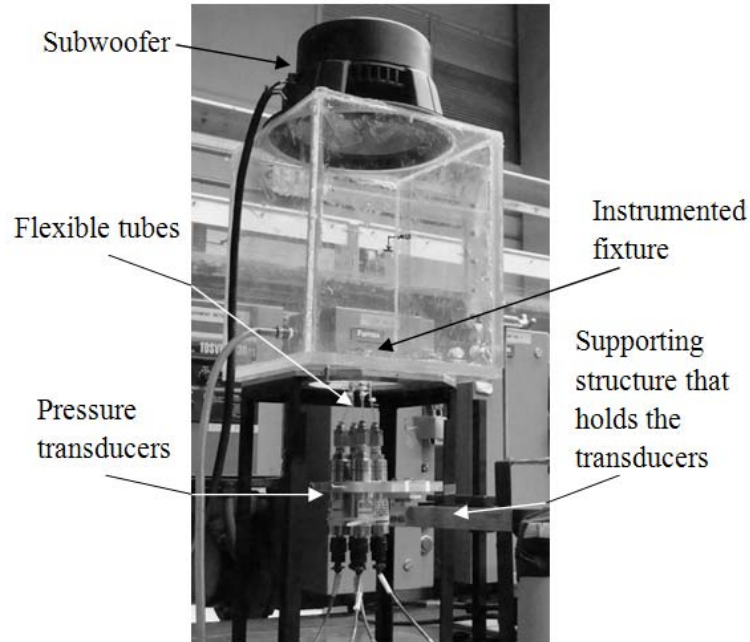 Subwoofer
Flexible tubes
Instrumented
fixture
Pressure
transducers
Supporting
structure that
holds the
transducers